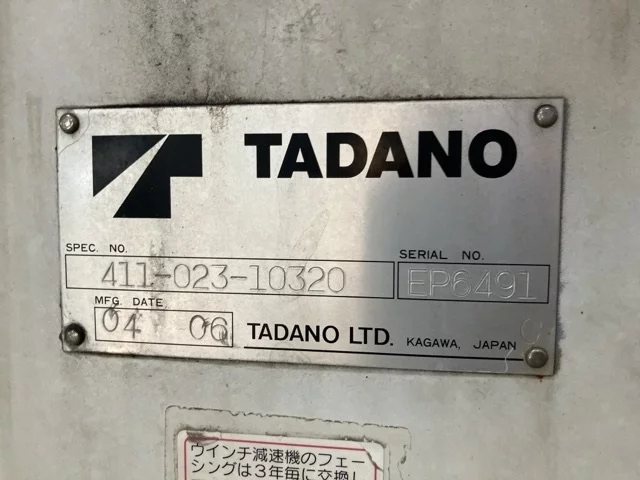 TADANO
SPEC. NO.
411-023-10320
SERIAL NO.
EP6491
MFG. DATE
04 06
TADANO LTD. KAGAWA, JAPAN
ウインチ減速機のフェー
シングは3年毎に交換し